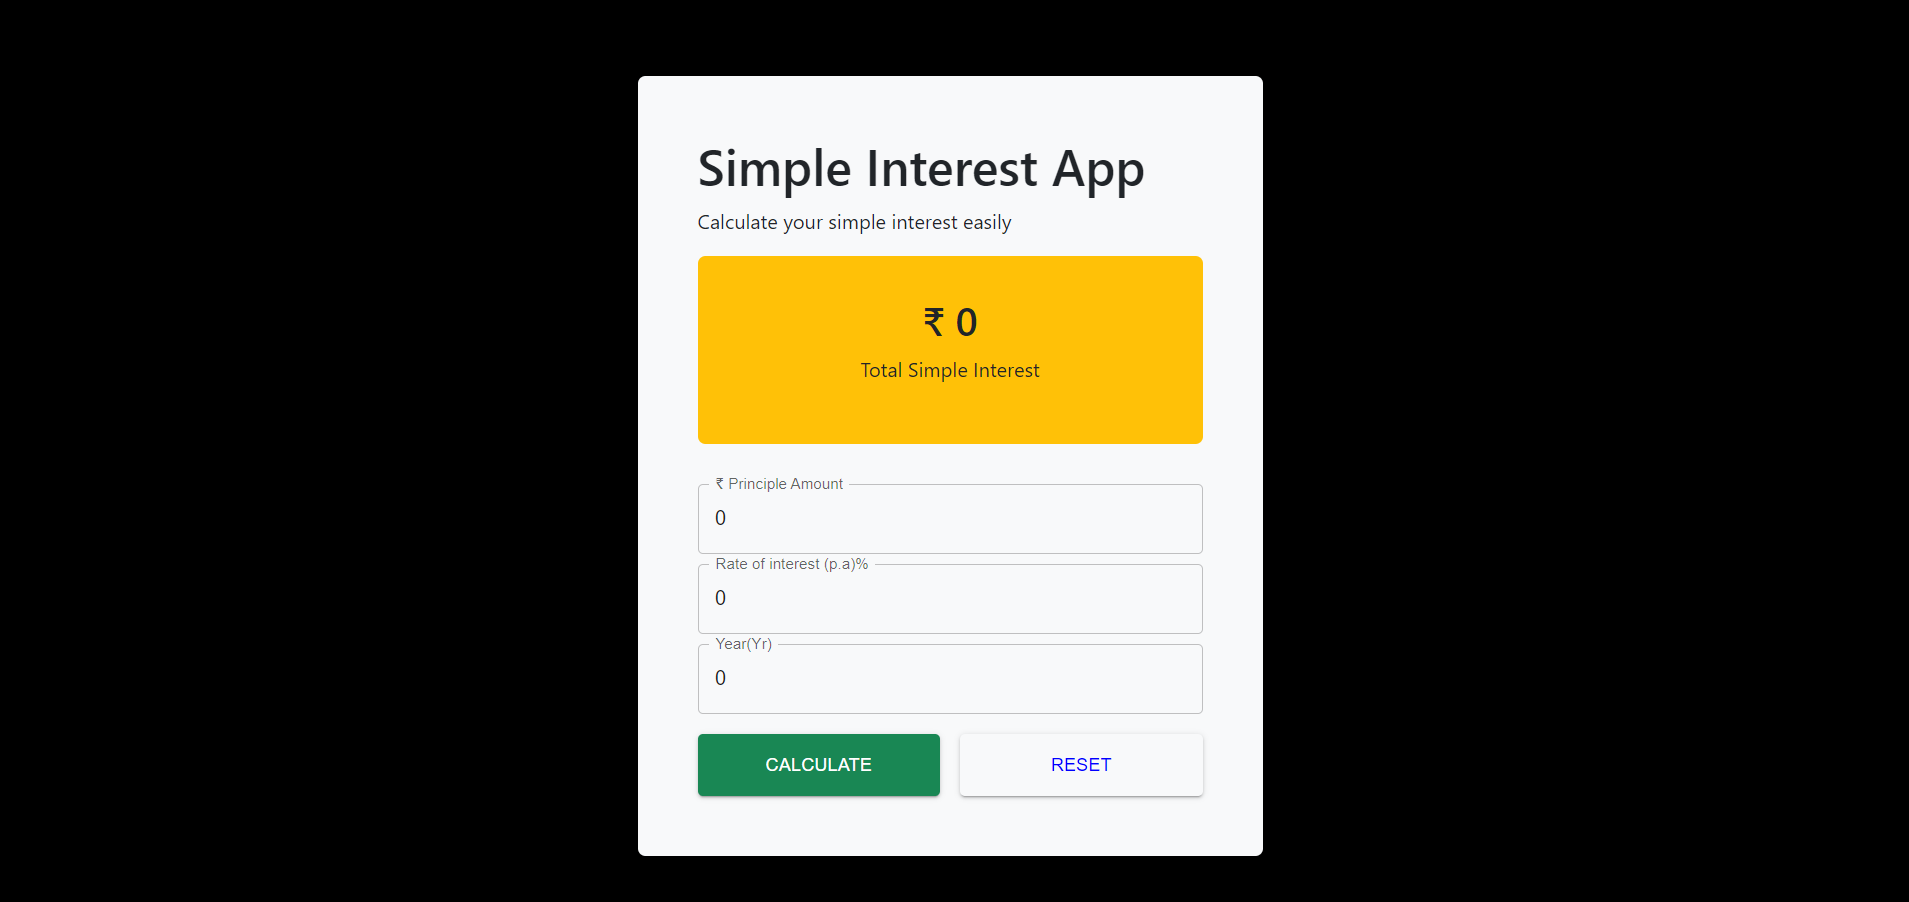 Simple Interest App
Calculate your simple interest easily
₹ 0
Total Simple Interest
₹ Principle Amount
0
Rate of interest (p.a)%
0
Year(Yr)
0
CALCULATE
RESET